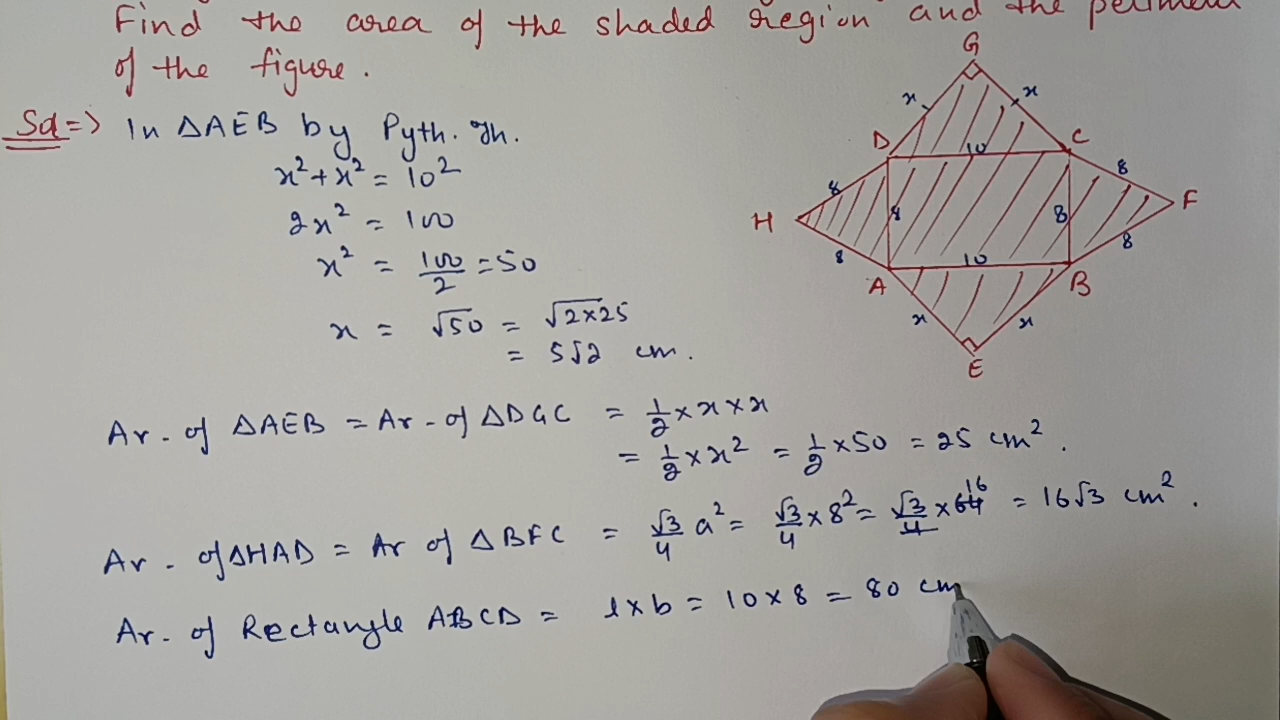 Find the area of the shaded region and the
of the figure.
Sol => In ΔAEB by Pyth. Th.
x² + x² = 10²
2x² = 100
x² = 100/2 = 50
x = √50 = √2×25
= 5√2 cm.
Ar. of ΔAEB = Ar. of ΔDGC = 1/2 × x × x
= 1/2 × x² = 1/2 × 50 = 25 cm².
Ar. of ΔHAD = Ar of ΔBFC = √3/4 a² = √3/4 × 8² = √3/4 × 64 16 = 16√3 cm².
Ar. of Rectangle ABCD = l × b = 10 × 8 = 80 cm
G
x x
D 10 C
8 8
H 8 8 F
8 10 8
A B
x x
E